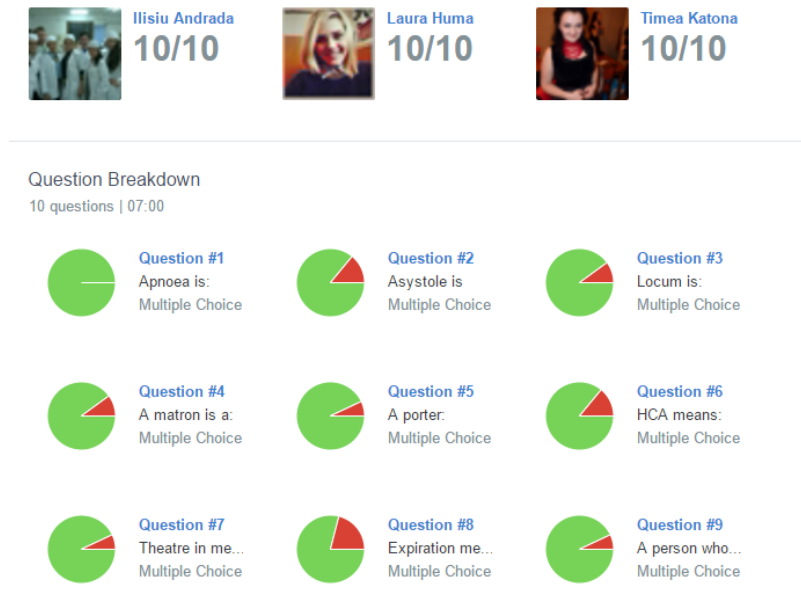 Ilisiu Andrada
10/10
Laura Huma
10/10
Timea Katona
10/10
Question Breakdown
10 questions | 07:00
Question #1
Apnoea is:
Multiple Choice
Question #2
Asystole is
Multiple Choice
Question #3
Locum is:
Multiple Choice
Question #4
A matron is a:
Multiple Choice
Question #5
A porter:
Multiple Choice
Question #6
HCA means:
Multiple Choice
Question #7
Theatre in me...
Multiple Choice
Question #8
Expiration me...
Multiple Choice
Question #9
A person who...
Multiple Choice